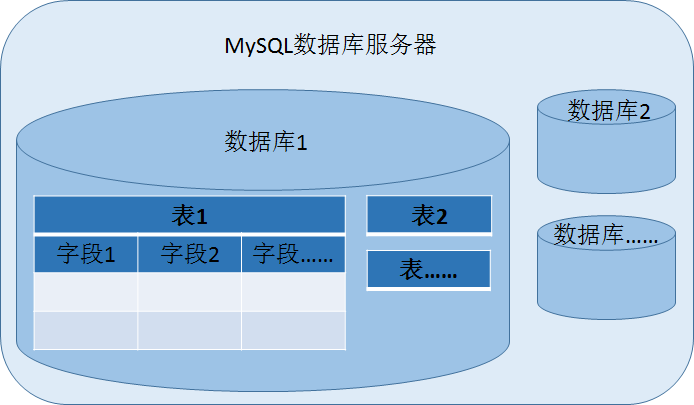 MySQL数据库服务器
数据库1
数据库2
表1
表2
字段1
字段2
字段……
表……
数据库……